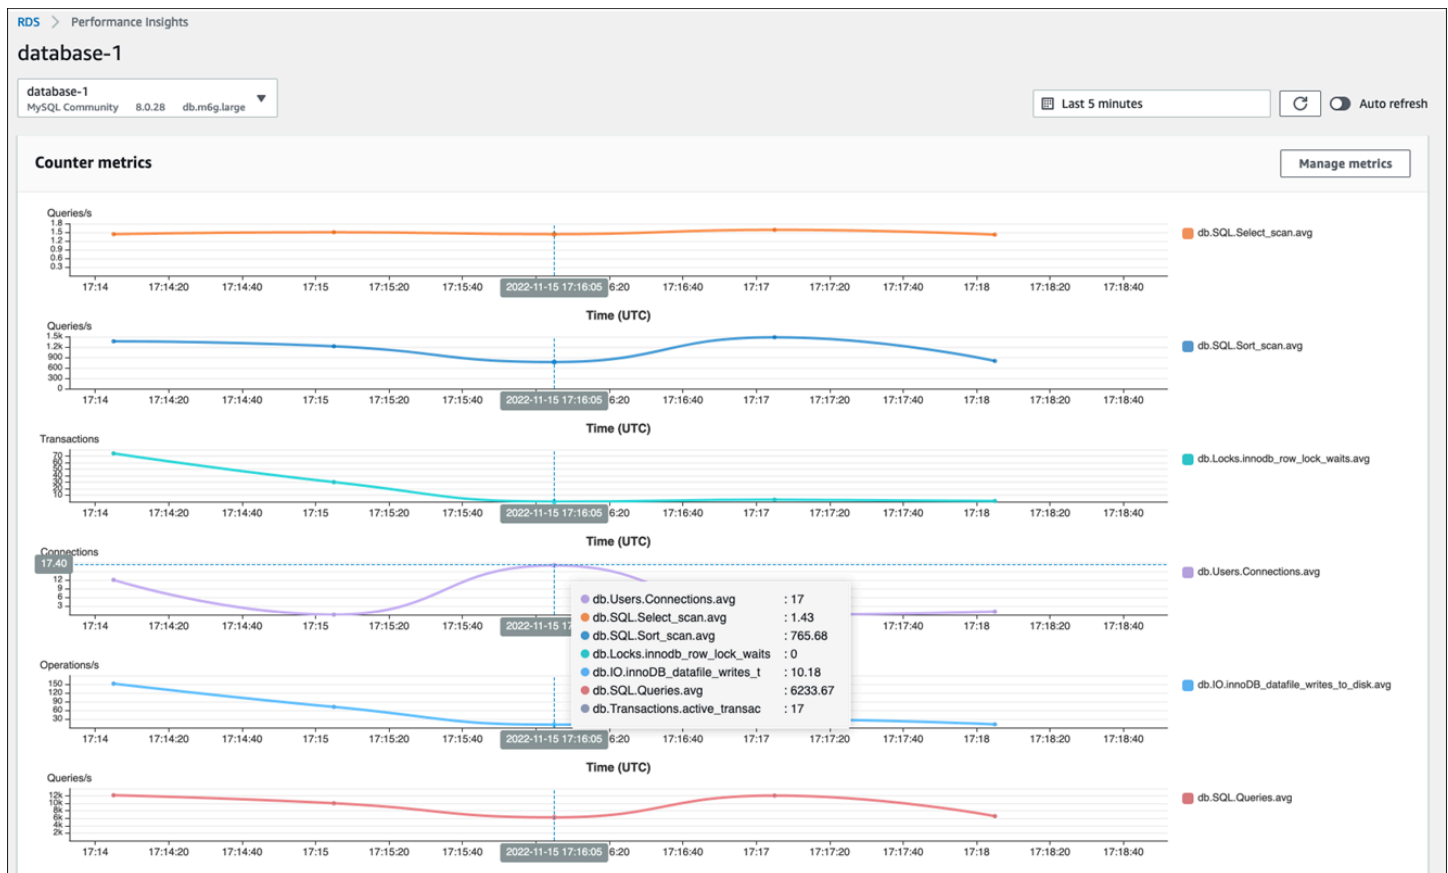 RDS > Performance Insights
database-1
database-1
MySQL Community 8.0.28 db.m6g.large
Last 5 minutes
Auto refresh
Counter metrics
Manage metrics
Queries/s
1.8
1.5
1.2
0.9
0.6
0.3
db.SQL.Select_scan.avg
17:14 17:14:20 17:14:40 17:15 17:15:20 17:15:40 2022-11-15 17:16:05 6:20 17:16:40 17:17 17:17:20 17:17:40 17:18 17:18:20 17:18:40
Time (UTC)
Queries/s
1.5k
1.2k
900
600
300
0
db.SQL.Sort_scan.avg
17:14 17:14:20 17:14:40 17:15 17:15:20 17:15:40 2022-11-15 17:16:05 6:20 17:16:40 17:17 17:17:20 17:17:40 17:18 17:18:20 17:18:40
Time (UTC)
Transactions
70
60
50
40
30
20
10
db.Locks.innodb_row_lock_waits.avg
17:14 17:14:20 17:14:40 17:15 17:15:20 17:15:40 2022-11-15 17:16:05 6:20 17:16:40 17:17 17:17:20 17:17:40 17:18 17:18:20 17:18:40
Time (UTC)
Connections
17.40
12
9
6
3
db.Users.Connections.avg
17:14 17:14:20 17:14:40 17:15 17:15:20 17:15:40 2022-11-15 17 17:17:40 17:18 17:18:20 17:18:40
db.Users.Connections.avg : 17
db.SQL.Select_scan.avg : 1.43
db.SQL.Sort_scan.avg : 765.68
db.Locks.innodb_row_lock_waits : 0
db.IO.innoDB_datafile_writes_t : 10.18
db.SQL.Queries.avg : 6233.67
db.Transactions.active_transac : 17
Operations/s
150
120
90
60
30
db.IO.innoDB_datafile_writes_to_disk.avg
17:14 17:14:20 17:14:40 17:15 17:15:20 17:15:40 2022-11-15 17:16:05 6:20 17:16:40 17:17 17:17:20 17:17:40 17:18 17:18:20 17:18:40
Time (UTC)
Queries/s
12k
10k
8k
6k
4k
2k
db.SQL.Queries.avg
17:14 17:14:20 17:14:40 17:15 17:15:20 17:15:40 2022-11-15 17:16:05 6:20 17:16:40 17:17 17:17:20 17:17:40 17:18 17:18:20 17:18:40